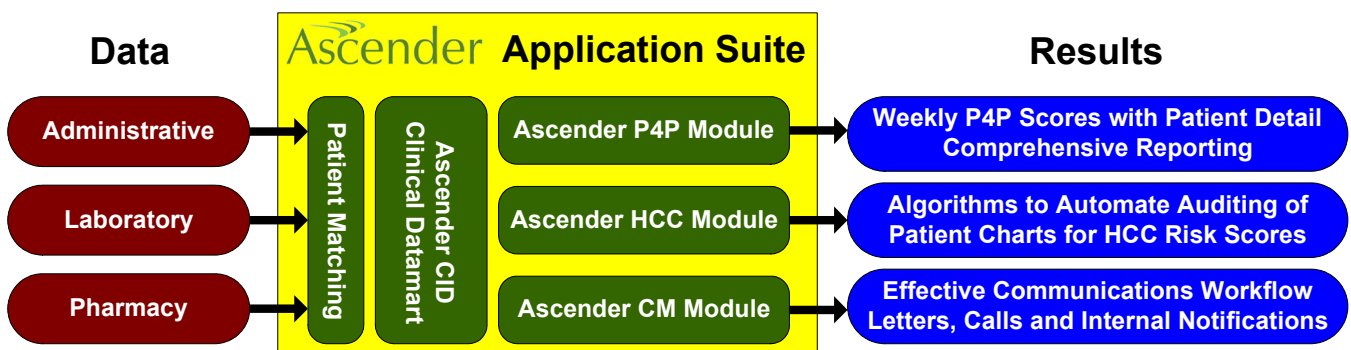 Data
Ascender Application Suite
Results
Administrative
Laboratory
Pharmacy
Patient Matching
Ascender CID
Clinical Datamart
Ascender P4P Module
Ascender HCC Module
Ascender CM Module
Weekly P4P Scores with Patient Detail
Comprehensive Reporting
Algorithms to Automate Auditing of
Patient Charts for HCC Risk Scores
Effective Communications Workflow
Letters, Calls and Internal Notifications